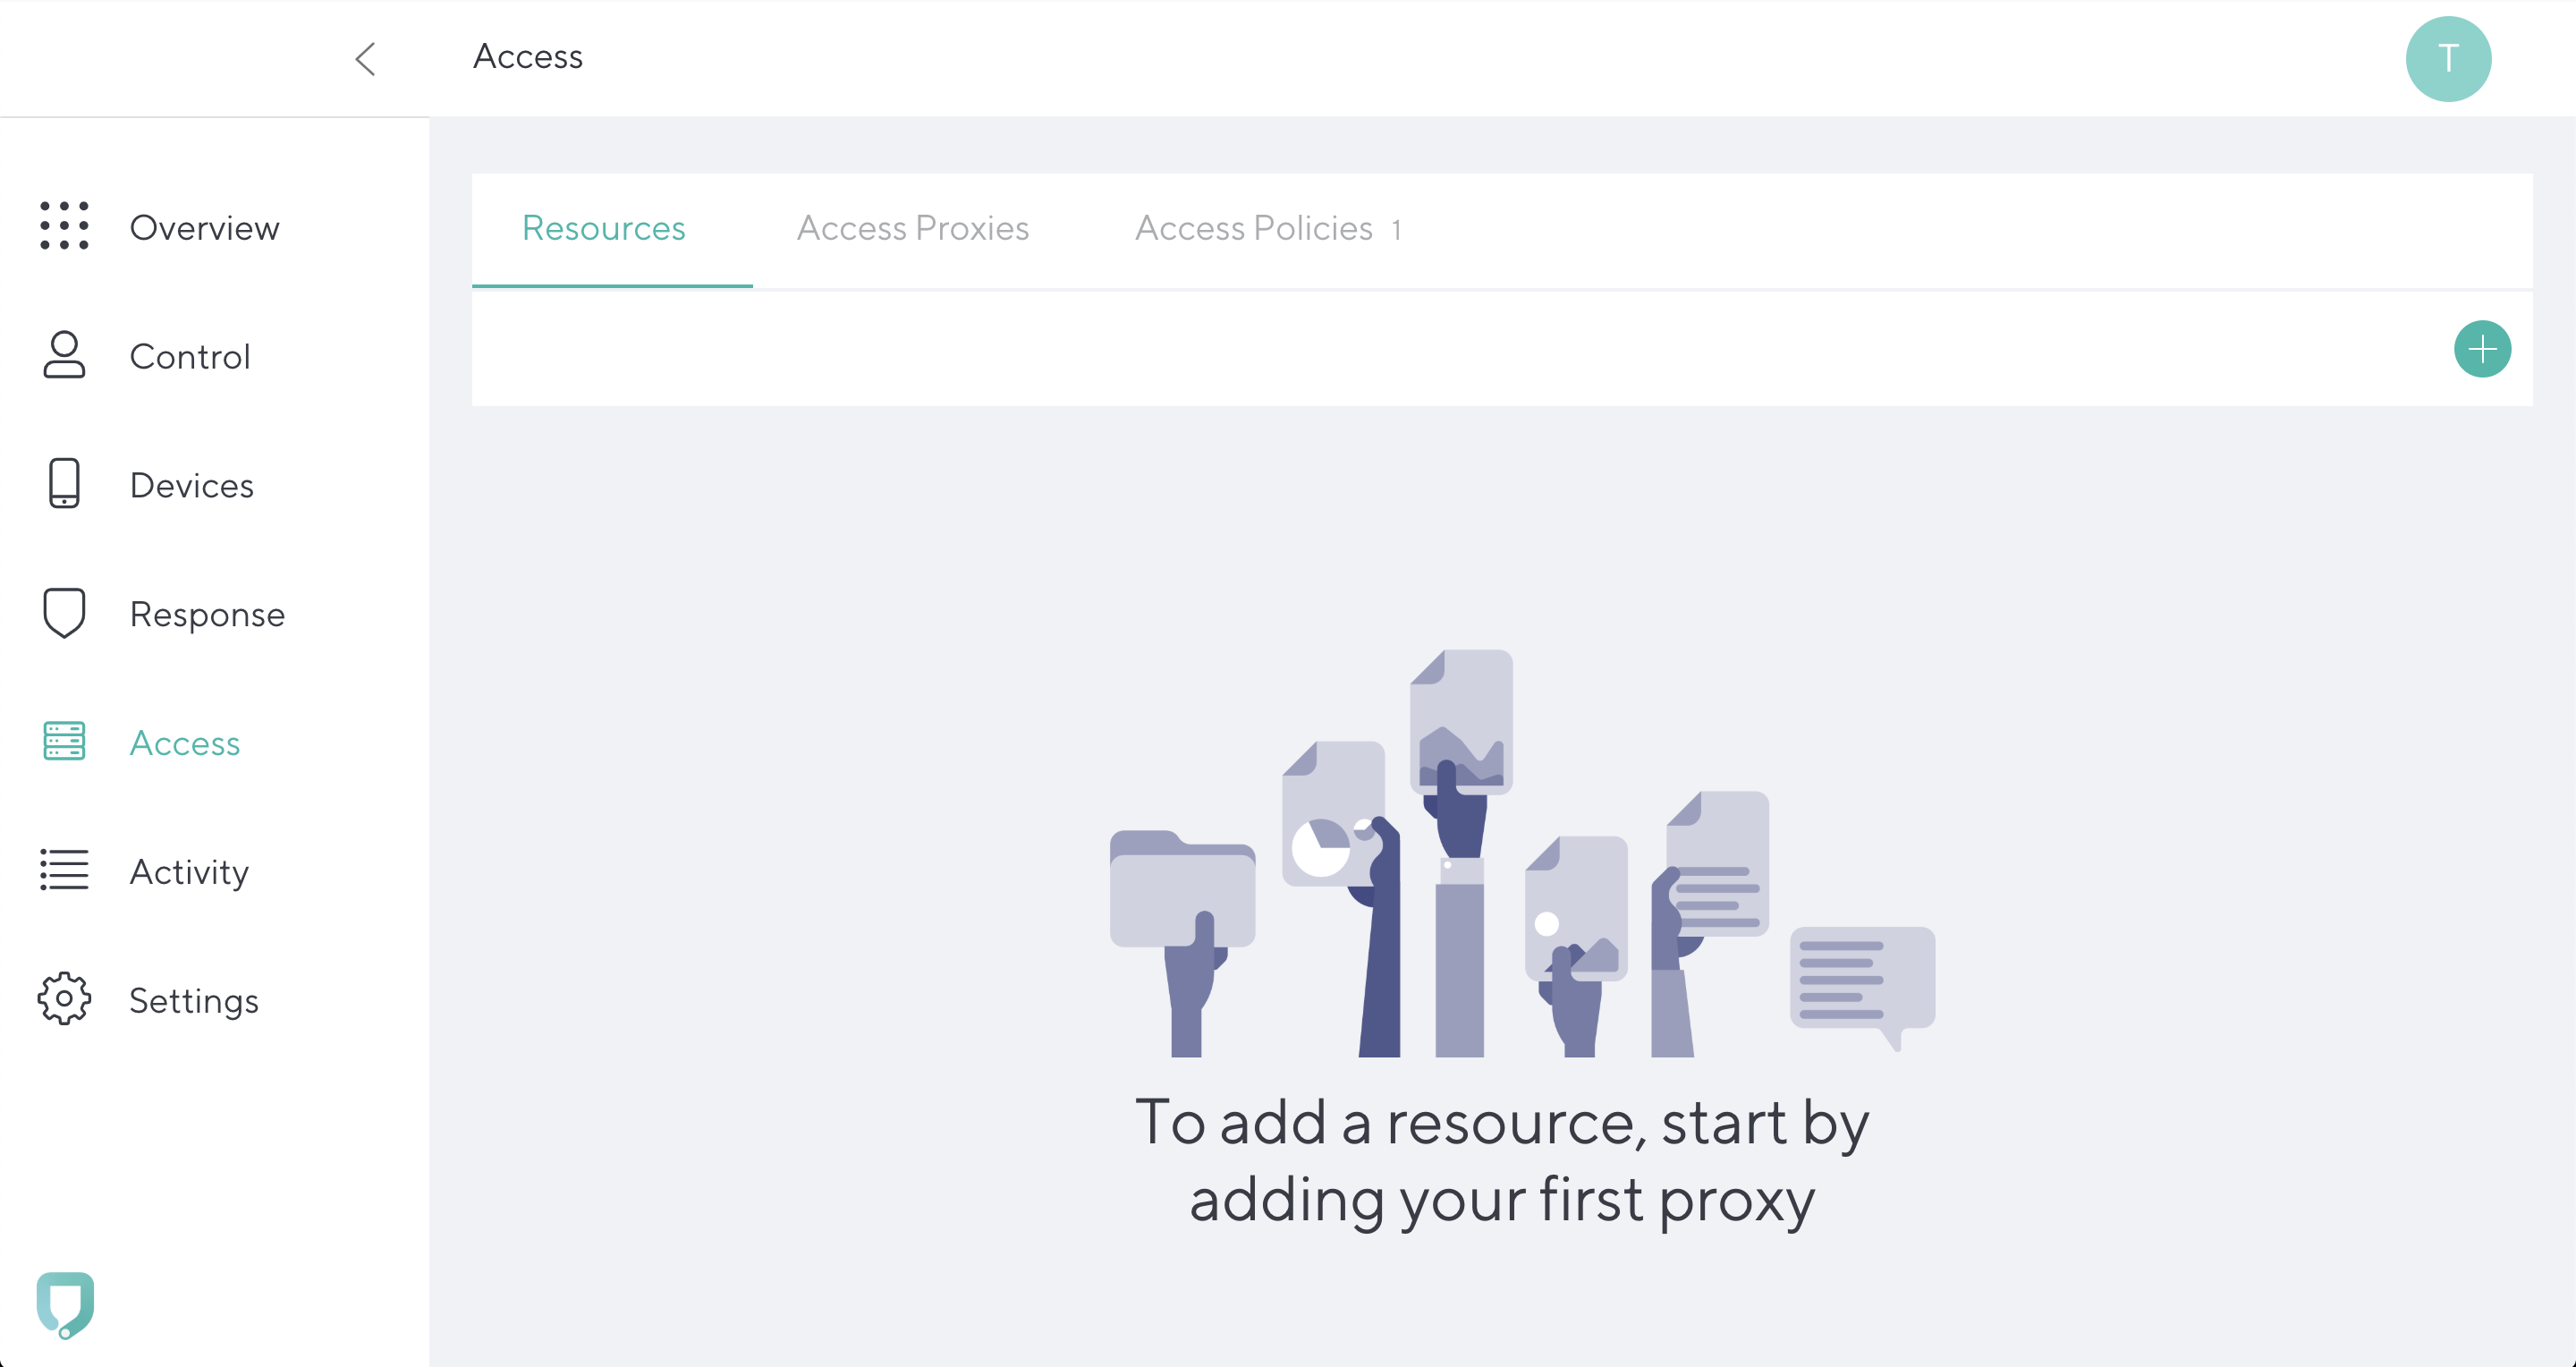 Access
T
Overview
Control
Devices
Response
Access
Activity
Settings
Resources
Access Proxies
Access Policies 1
To add a resource, start by
adding your first proxy